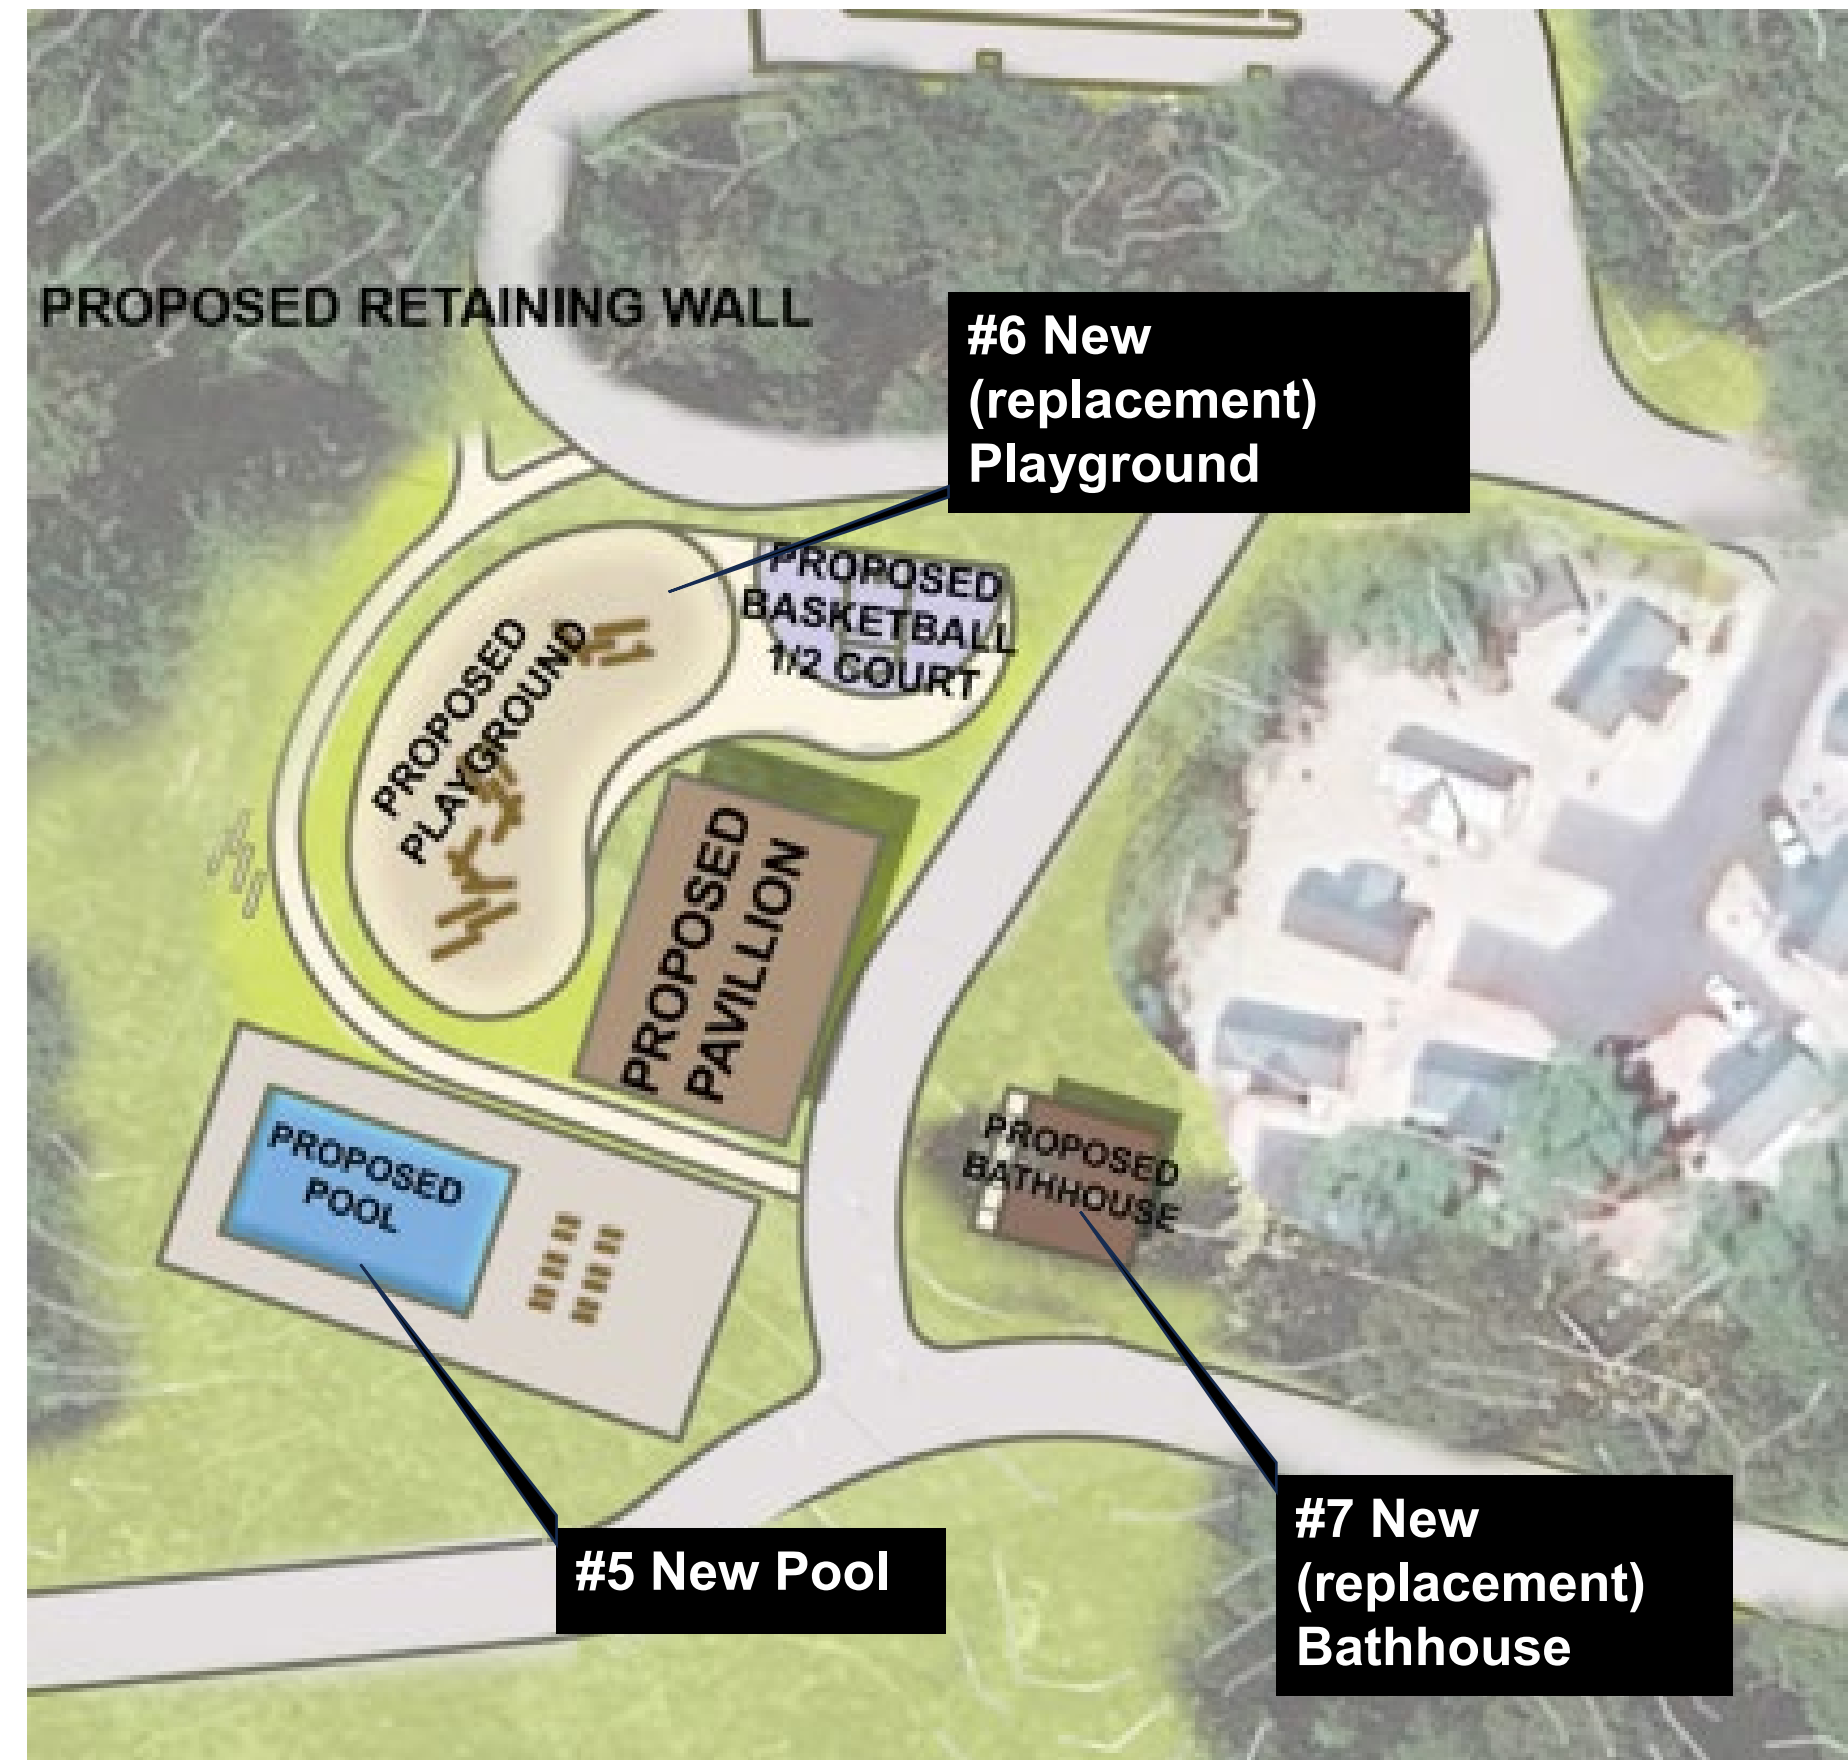 PROPOSED RETAINING WALL
#6 New
(replacement)
Playground
PROPOSED
BASKETBALL
1/2 COURT
PROPOSED
PLAYGROUND
PROPOSED
PAVILLION
PROPOSED
POOL
PROPOSED
BATHHOUSE
#5 New Pool
#7 New
(replacement)
Bathhouse